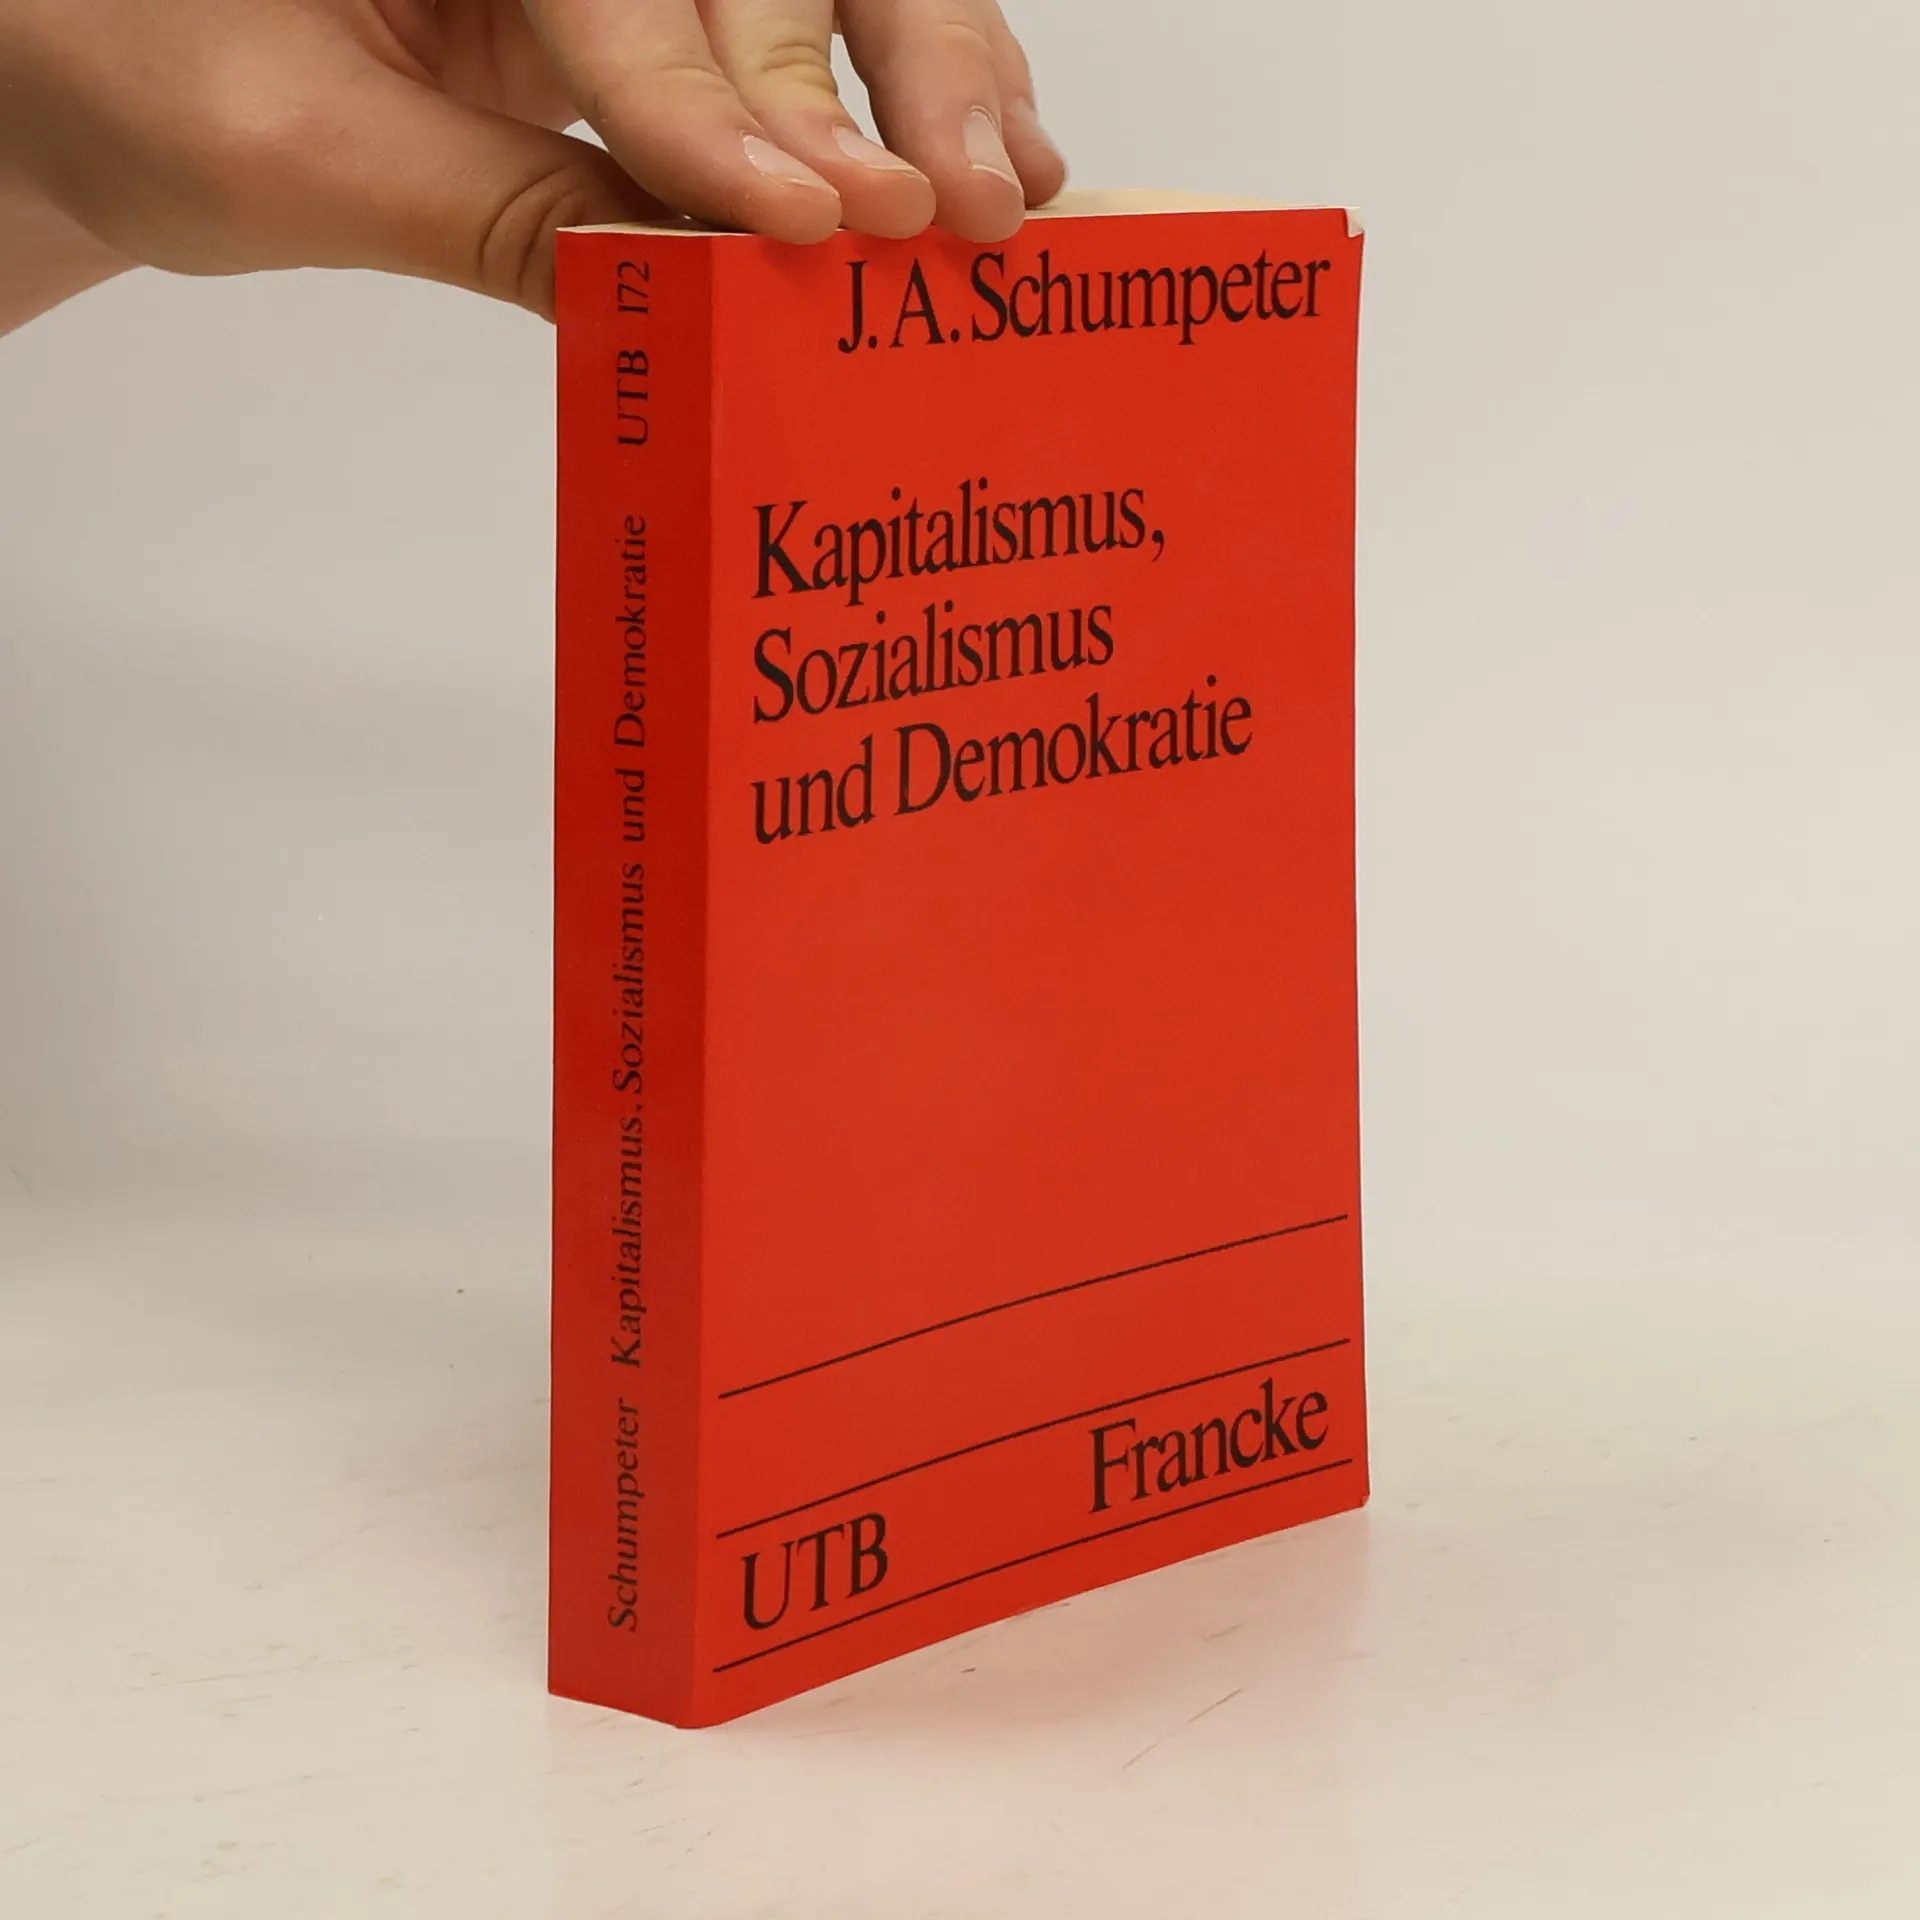 J. A. Schumpeter
Kapitalismus,
Sozialismus
und Demokratie
Francke
UTB
Schumpeter Kapitalismus, Sozialismus und Demokratie UTB 172